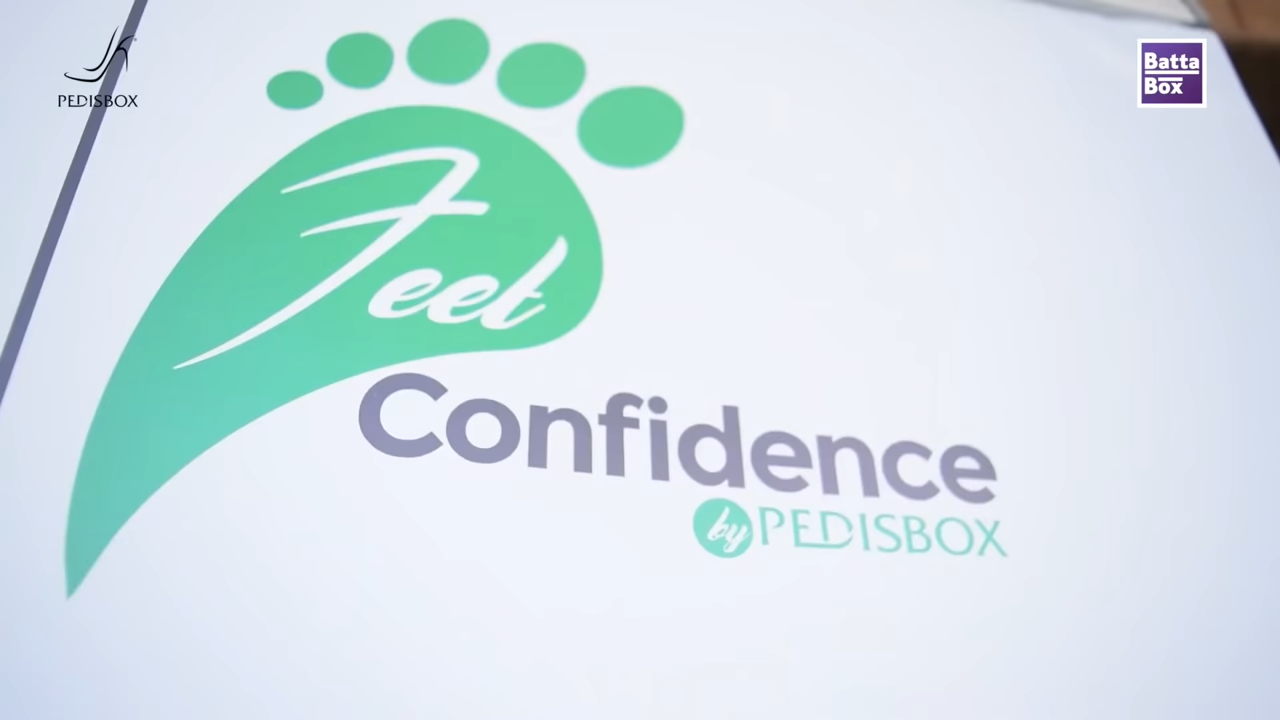 PEDISBOX
Batta
Box
Feet
Confidence
by PEDISBOX